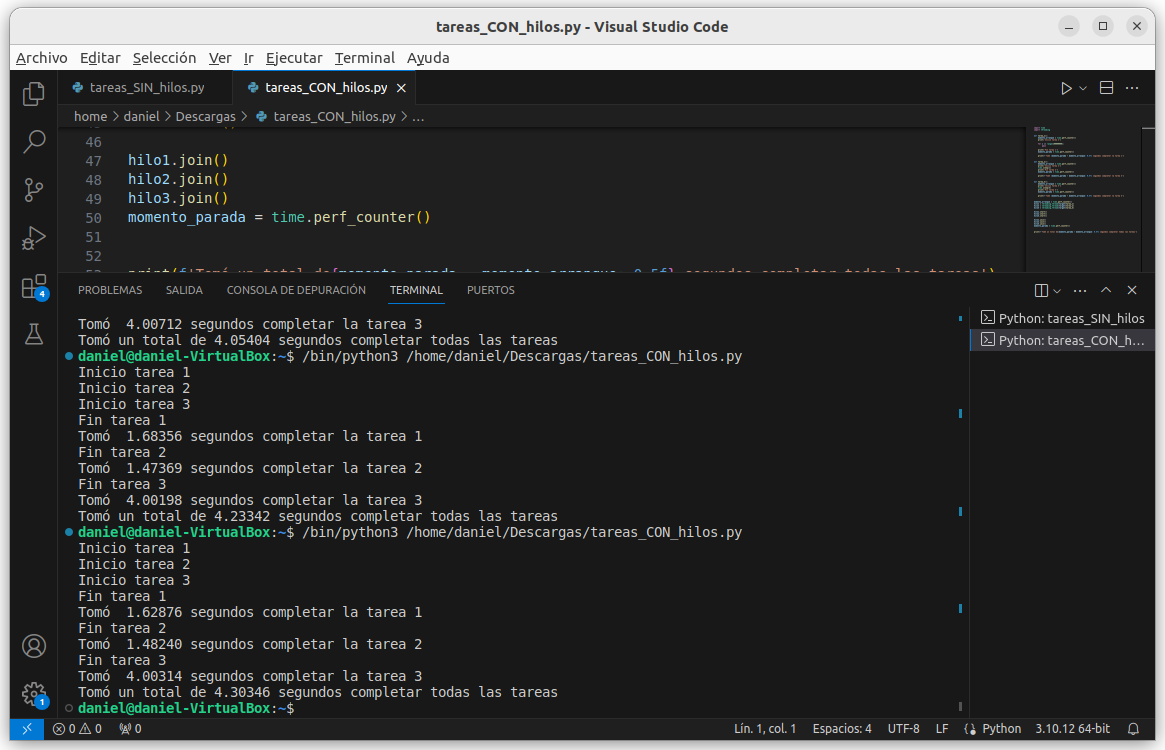 tareas_CON_hilos.py - Visual Studio Code
Archivo Editar Selección Ver Ir Ejecutar Terminal Ayuda
tareas_SIN_hilos.py tareas_CON_hilos.py
home > daniel > Descargas > tareas_CON_hilos.py > ...
46
47 hilo1.join()
48 hilo2.join()
49 hilo3.join()
50 momento_parada = time.perf_counter()
51
52
PROBLEMAS SALIDA CONSOLA DE DEPURACIÓN TERMINAL PUERTOS
Tomó  4.00712 segundos completar la tarea 3
Tomó un total de 4.05404 segundos completar todas las tareas
daniel@daniel-VirtualBox:~$ /bin/python3 /home/daniel/Descargas/tareas_CON_hilos.py
Inicio tarea 1
Inicio tarea 2
Inicio tarea 3
Fin tarea 1
Tomó  1.68356 segundos completar la tarea 1
Fin tarea 2
Tomó  1.47369 segundos completar la tarea 2
Fin tarea 3
Tomó  4.00198 segundos completar la tarea 3
Tomó un total de 4.23342 segundos completar todas las tareas
daniel@daniel-VirtualBox:~$ /bin/python3 /home/daniel/Descargas/tareas_CON_hilos.py
Inicio tarea 1
Inicio tarea 2
Inicio tarea 3
Fin tarea 1
Tomó  1.62876 segundos completar la tarea 1
Fin tarea 2
Tomó  1.48240 segundos completar la tarea 2
Fin tarea 3
Tomó  4.00314 segundos completar la tarea 3
Tomó un total de 4.30346 segundos completar todas las tareas
daniel@daniel-VirtualBox:~$
Python: tareas_SIN_hilos
Python: tareas_CON_h...
4
1
0 0 0 Lín. 1, col. 1 Espacios: 4 UTF-8 LF Python 3.10.12 64-bit